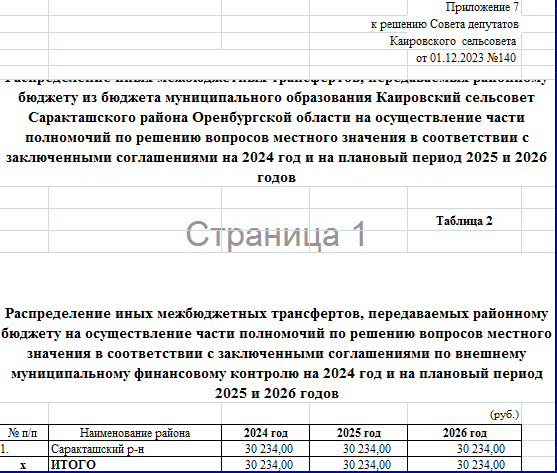 Приложение 7
к решению Совета депутатов
Каировского сельсовета
от 01.12.2023 №140
Распределение иных межбюджетных трансфертов, передаваемых районному
бюджету из бюджета муниципального образования Каировский сельсовет
Саракташского района Оренбургской области на осуществление части
полномочий по решению вопросов местного значения в соответствии с
заключенными соглашениями на 2024 год и на плановый период 2025 и 2026
годов
Таблица 2
Страница 1
Распределение иных межбюджетных трансфертов, передаваемых районному
бюджету на осуществление части полномочий по решению вопросов местного
значения в соответствии с заключенными соглашениями по внешнему
муниципальному финансовому контролю на 2024 год и на плановый период
2025 и 2026 годов
(руб.)
№ п/п Наименование района 2024 год 2025 год 2026 год
1. Саракташский р-н 30 234,00 30 234,00 30 234,00
х ИТОГО 30 234,00 30 234,00 30 234,00